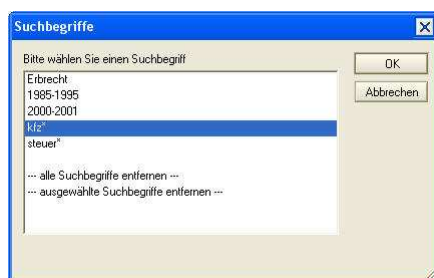 Suchbegriffe
Bitte wählen Sie einen Suchbegriff
OK
Erbrecht
1985-1995
Abbrechen
2000-2001
kfz*
steuer*
--- alle Suchbegriffe entfernen ---
--- ausgewählte Suchbegriffe entfernen ---